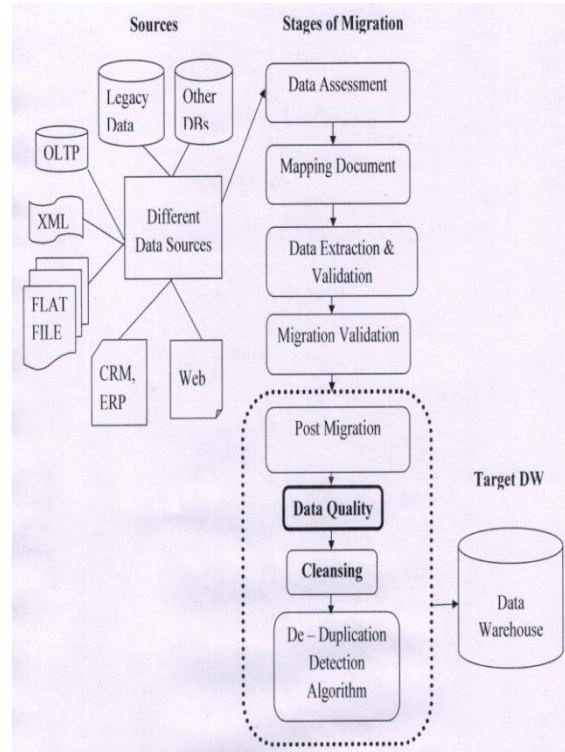 Sources
Stages of Migration
Legacy
Data
Other
DBs
OLTP
XML
FLAT
FILE
CRM,
ERP
Web
Different
Data Sources
Data Assessment
Mapping Document
Data Extraction &
Validation
Migration Validation
Post Migration
Data Quality
Cleansing
De – Duplication
Detection
Algorithm
Target DW
Data
Warehouse